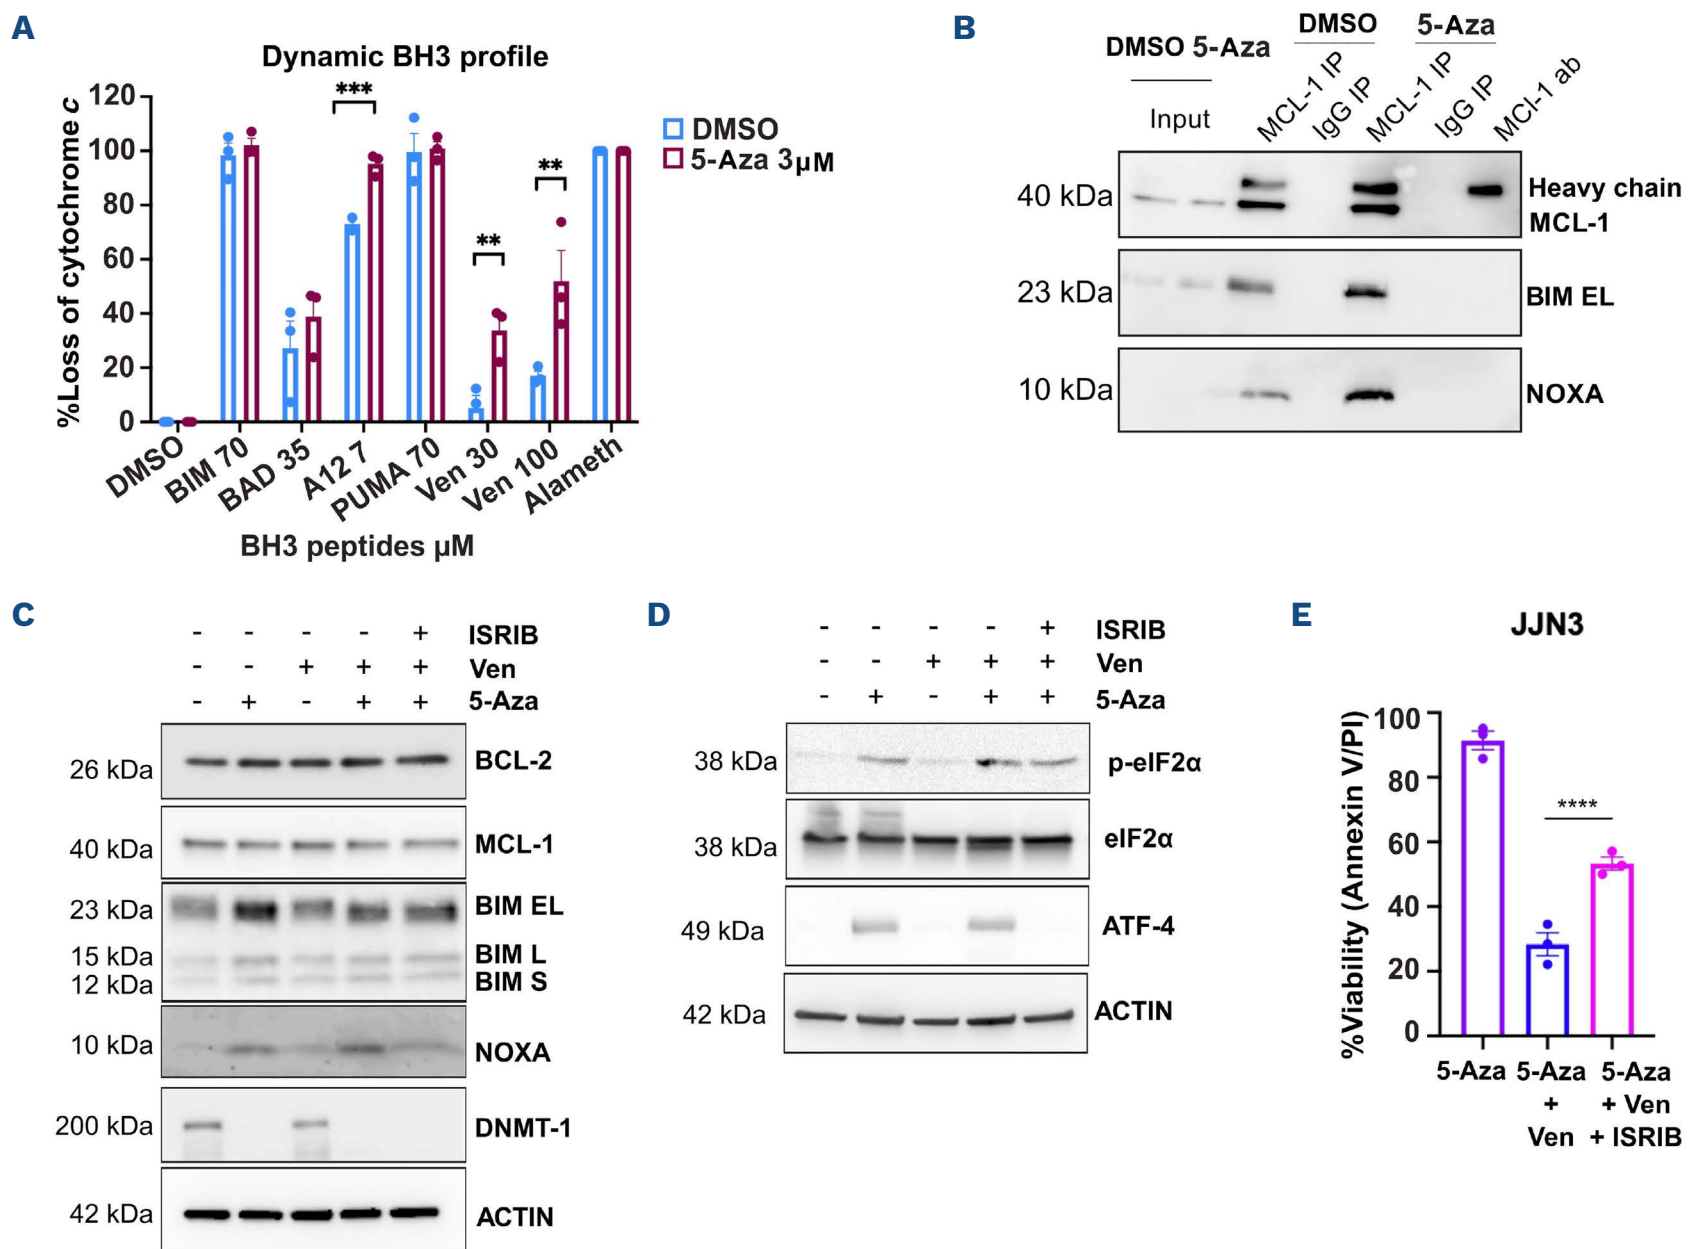 A
Dynamic BH3 profile
%Loss of cytochrome c
120
100
80
60
40
20
0
***
**
**
DMSO
5-Aza 3µM
DMSO
BIM 70
BAD 35
A12 7
PUMA 70
Ven 30
Ven 100
Alameth
BH3 peptides µM
B
DMSO 5-Aza
DMSO
5-Aza
Input
MCL-1 IP
IgG IP
MCL-1 IP
IgG IP
MCl-1 ab
40 kDa
Heavy chain
MCL-1
23 kDa
BIM EL
10 kDa
NOXA
C
- - - - + ISRIB
- - + + + Ven
- + - + + 5-Aza
26 kDa
BCL-2
40 kDa
MCL-1
23 kDa
BIM EL
15 kDa
BIM L
12 kDa
BIM S
10 kDa
NOXA
200 kDa
DNMT-1
42 kDa
ACTIN
D
- - - - + ISRIB
- - + + + Ven
- + - + + 5-Aza
38 kDa
p-eIF2α
38 kDa
eIF2α
49 kDa
ATF-4
42 kDa
ACTIN
E
JJN3
%Viability (Annexin V/PI)
100
80
60
40
20
0
****
5-Aza
5-Aza
+
Ven
5-Aza
+ Ven
+ ISRIB